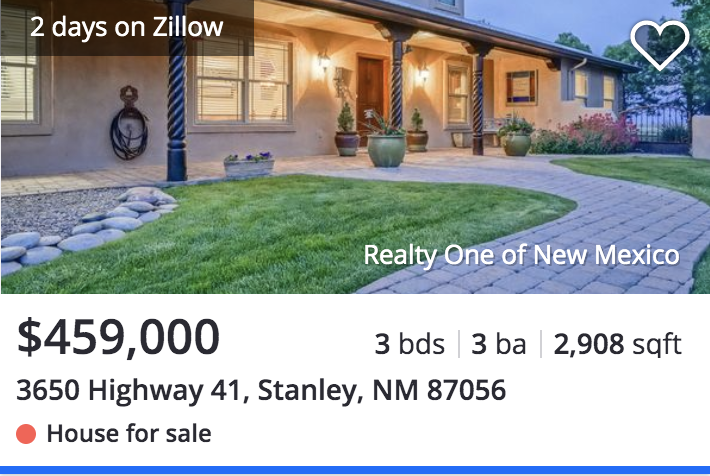 2 days on Zillow
Realty One of New Mexico
$459,000
3 bds | 3 ba | 2,908 sqft
3650 Highway 41, Stanley, NM 87056
House for sale